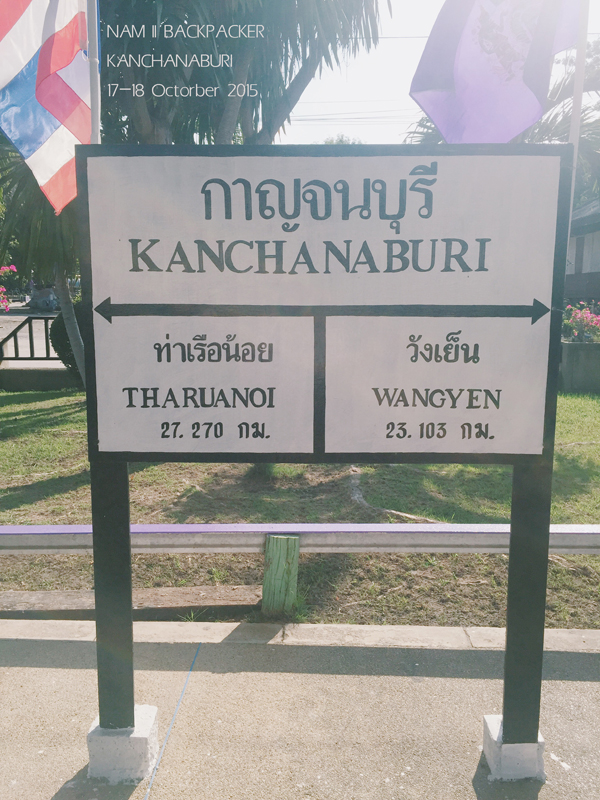 NAM II BACKPACKER
KANCHANABURI
17-18 Octorber 2015
กาญจนบุรี
KANCHANABURI
ท่าเรือน้อย
THARUANOI
27.270 กม.
วังเย็น
WANGYEN
23.103 กม.